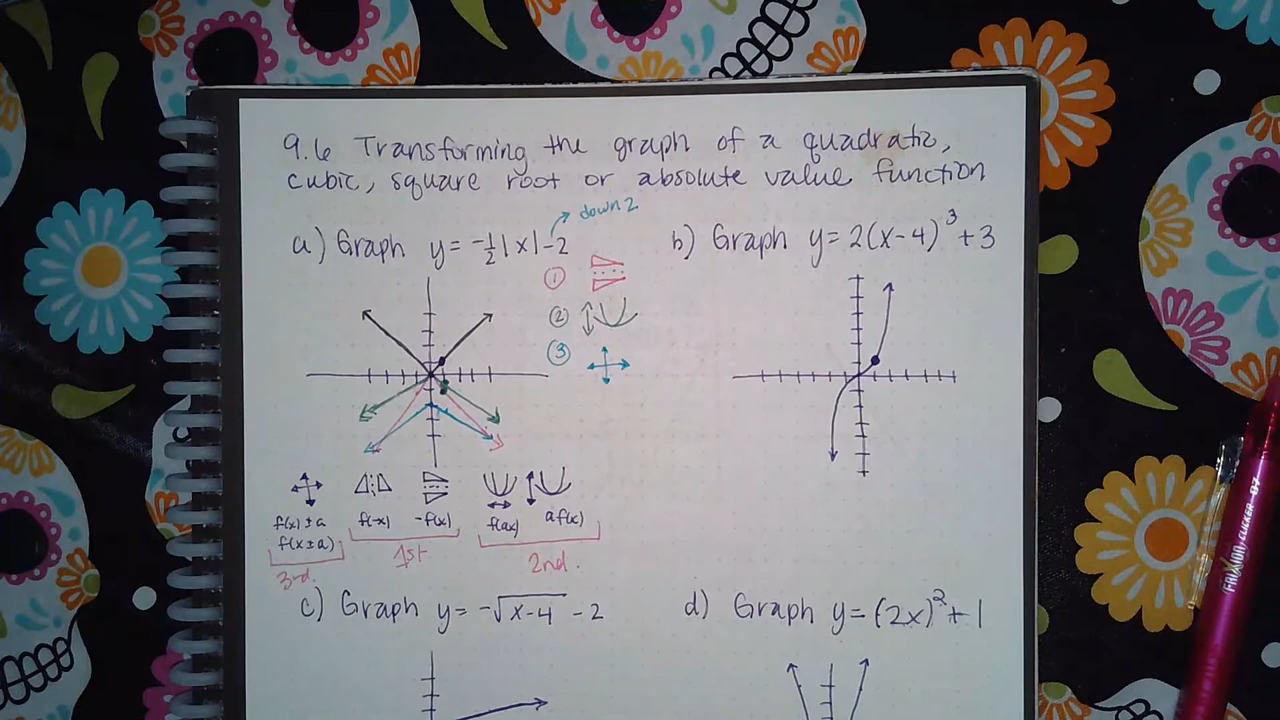 9.6 Transforming the graph of a quadratic,
cubic, square root or absolute value function
down 2
a) Graph y = -½|x|-2
①
②
③
b) Graph y = 2(x-4)³+3
f(x) ± a
f(x±a)
3rd.
f(-x)
-f(x)
1st
f(ax)
af(x)
2nd.
c) Graph y = -√x-4 - 2
d) Graph y = (2x)²+1
FRIXION CLICKER 07